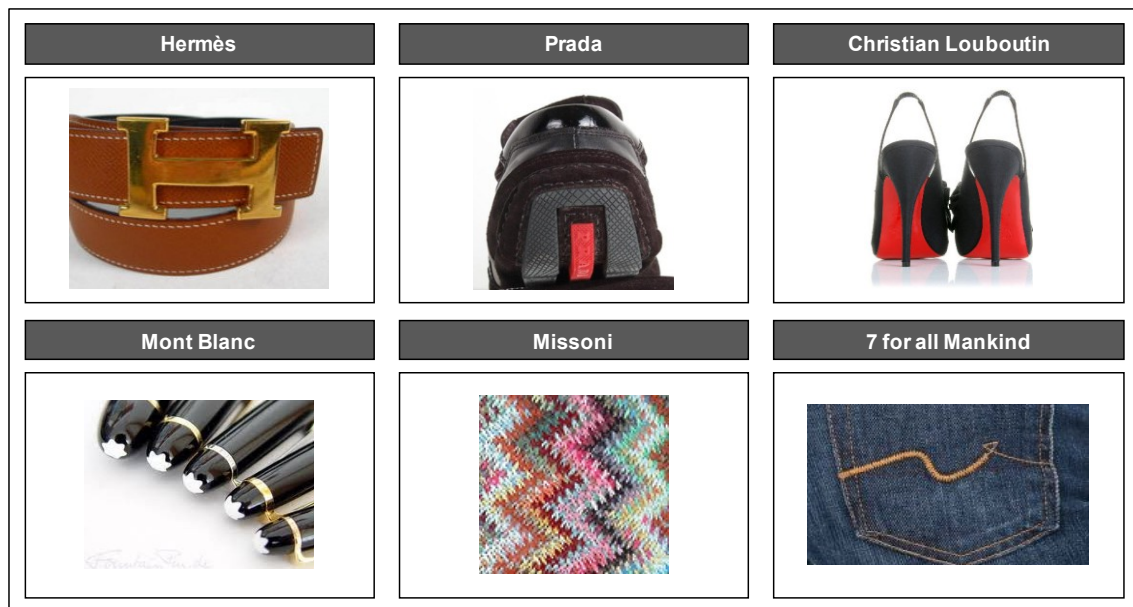 Hermès
Prada
Christian Louboutin
Mont Blanc
Missoni
7 for all Mankind